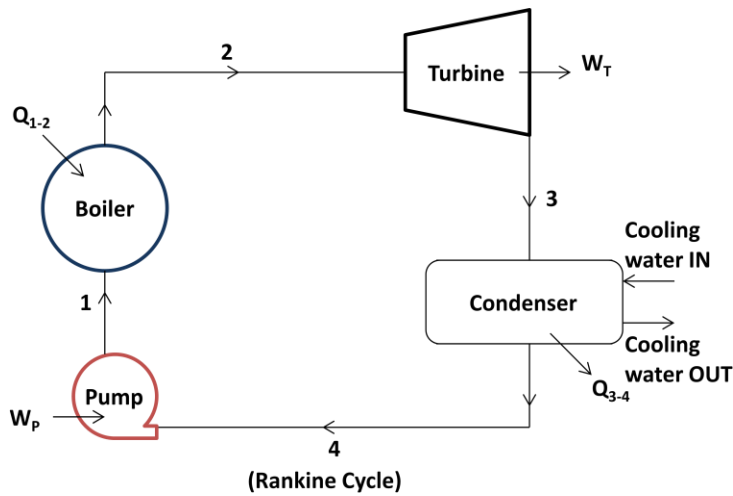 2
Turbine
W_T
Q_1-2
Boiler
3
Cooling
water IN
1
Condenser
Cooling
water OUT
Pump
Q_3-4
W_P
4
(Rankine Cycle)